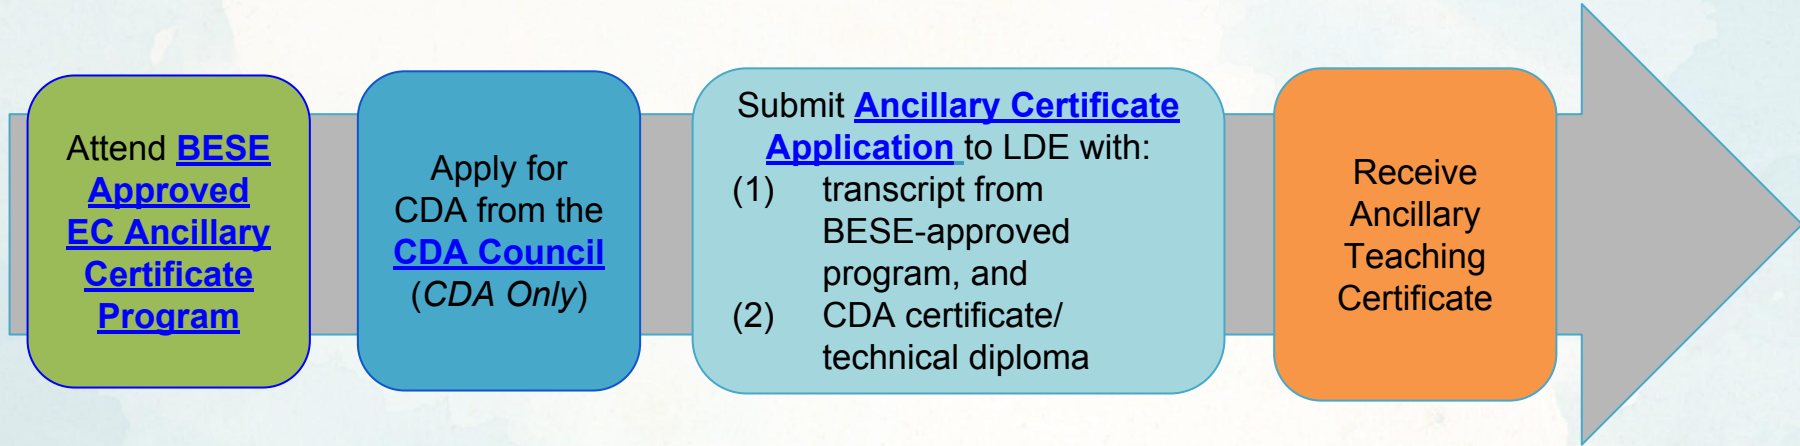 Attend BESE
Approved
EC Ancillary
Certificate
Program
Apply for
CDA from the
CDA Council
(CDA Only)
Submit Ancillary Certificate
Application to LDE with:
(1) transcript from
BESE-approved
program, and
(2) CDA certificate/
technical diploma
Receive
Ancillary
Teaching
Certificate